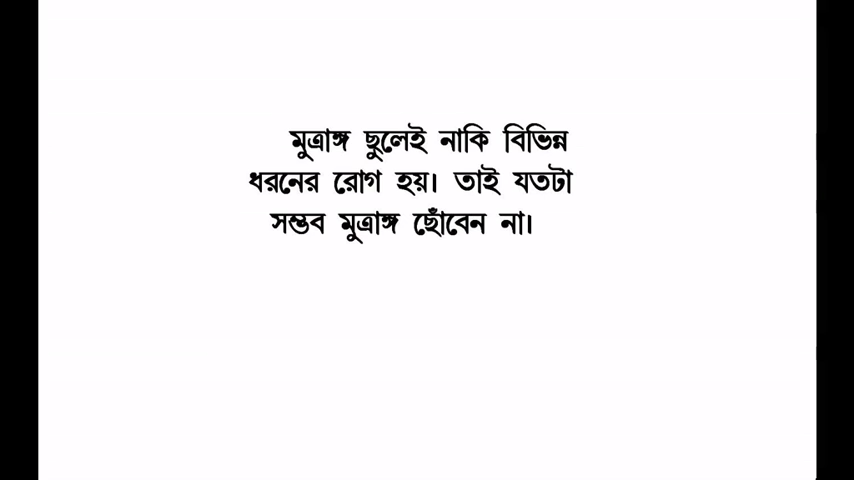 মুত্রাঙ্গ ছুলেই নাকি বিভিন্ন
ধরনের রোগ হয়। তাই যতটা
সম্ভব মুত্রাঙ্গ ছোঁবেন না।